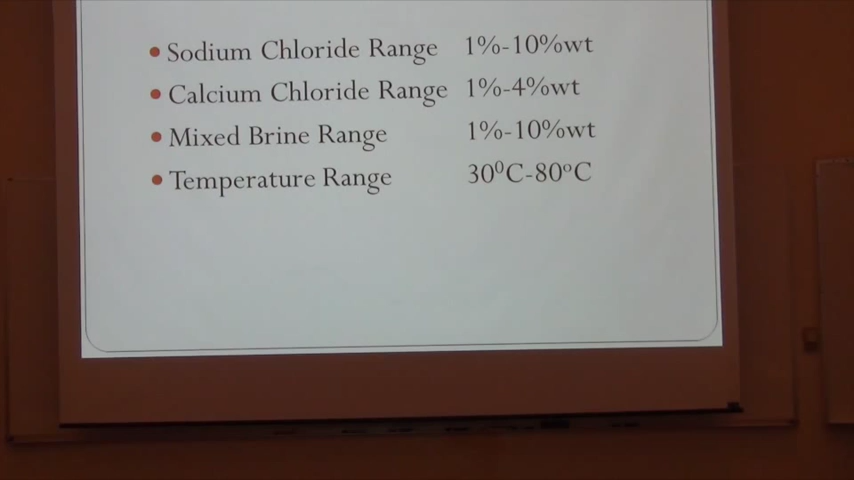 • Sodium Chloride Range 1%-10%wt
• Calcium Chloride Range 1%-4%wt
• Mixed Brine Range 1%-10%wt
• Temperature Range 30⁰C-80ºC